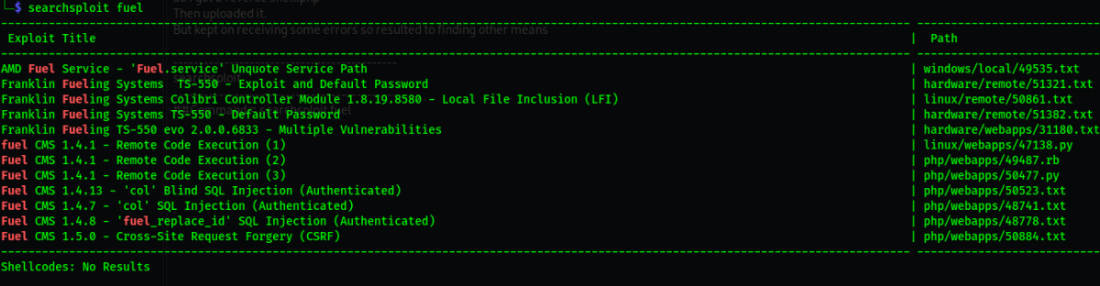 $ searchsploit fuel
Then uploaded it.
But kept on receiving some errors so resulted to finding other means
Exploit Title | Path
AMD Fuel Service - 'Fuel.service' Unquote Service Path | windows/local/49535.txt
Franklin Fueling Systems  TS-550 - Exploit and Default Password | hardware/remote/51321.txt
Franklin Fueling Systems Colibri Controller Module 1.8.19.8580 - Local File Inclusion (LFI) | linux/remote/50861.txt
Franklin Fueling Systems TS-550 - Default Password | hardware/remote/51382.txt
Franklin Fueling TS-550 evo 2.0.0.6833 - Multiple Vulnerabilities | hardware/webapps/31180.txt
fuel CMS 1.4.1 - Remote Code Execution (1) | linux/webapps/47138.py
Fuel CMS 1.4.1 - Remote Code Execution (2) | php/webapps/49487.rb
Fuel CMS 1.4.1 - Remote Code Execution (3) | php/webapps/50477.py
Fuel CMS 1.4.13 - 'col' Blind SQL Injection (Authenticated) | php/webapps/50523.txt
Fuel CMS 1.4.7 - 'col' SQL Injection (Authenticated) | php/webapps/48741.txt
Fuel CMS 1.4.8 - 'fuel_replace_id' SQL Injection (Authenticated) | php/webapps/48778.txt
Fuel CMS 1.5.0 - Cross-Site Request Forgery (CSRF) | php/webapps/50884.txt
Shellcodes: No Results